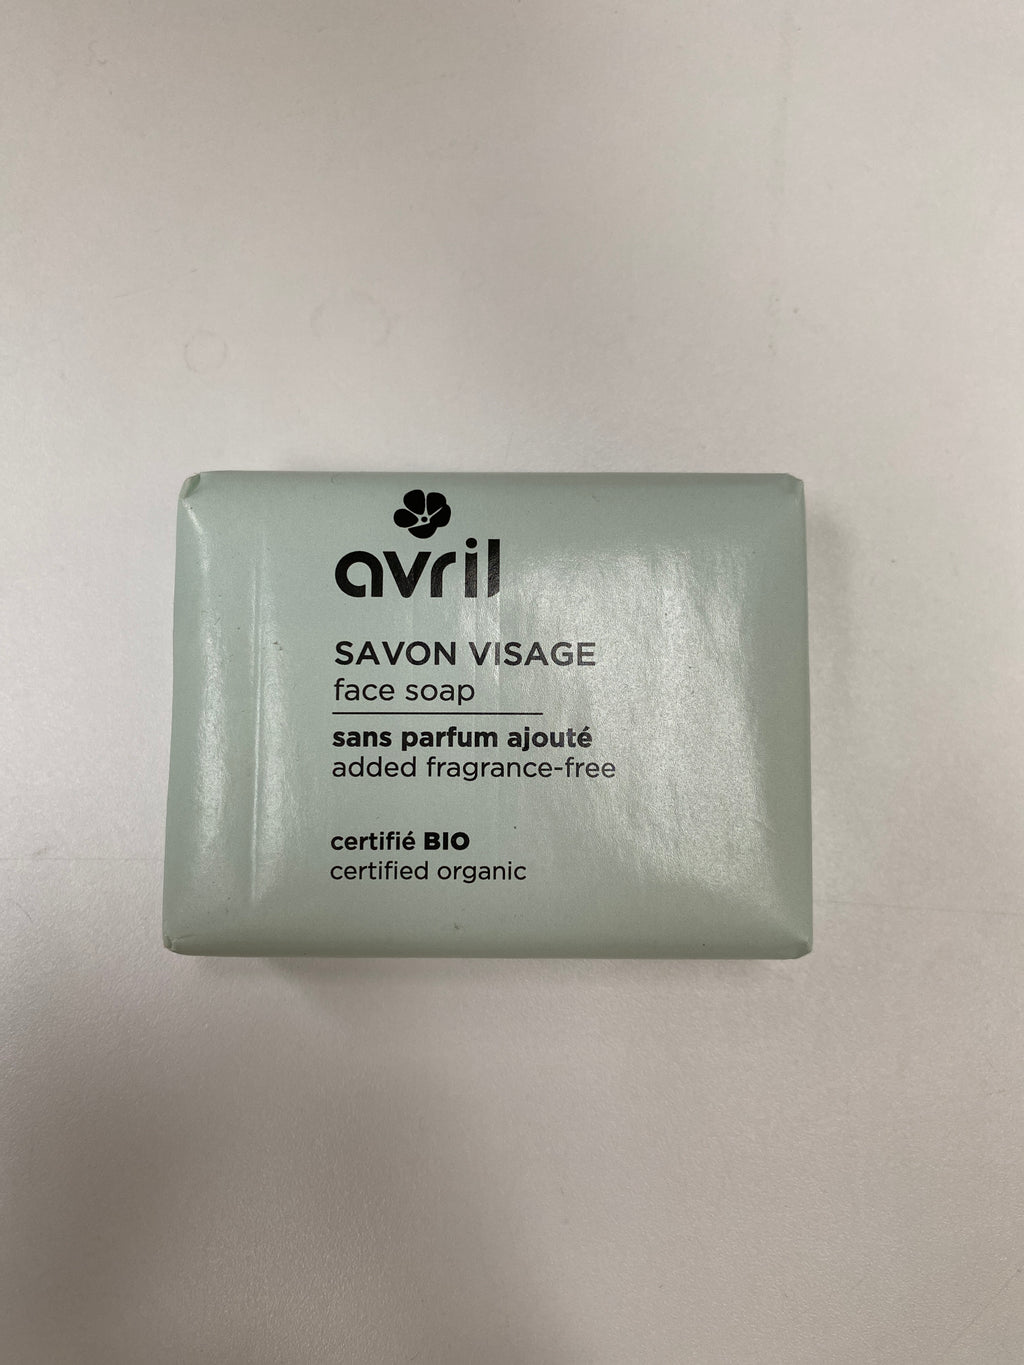 avril
SAVON VISAGE
face soap
sans parfum ajouté
added fragrance-free
certifié BIO
certified organic